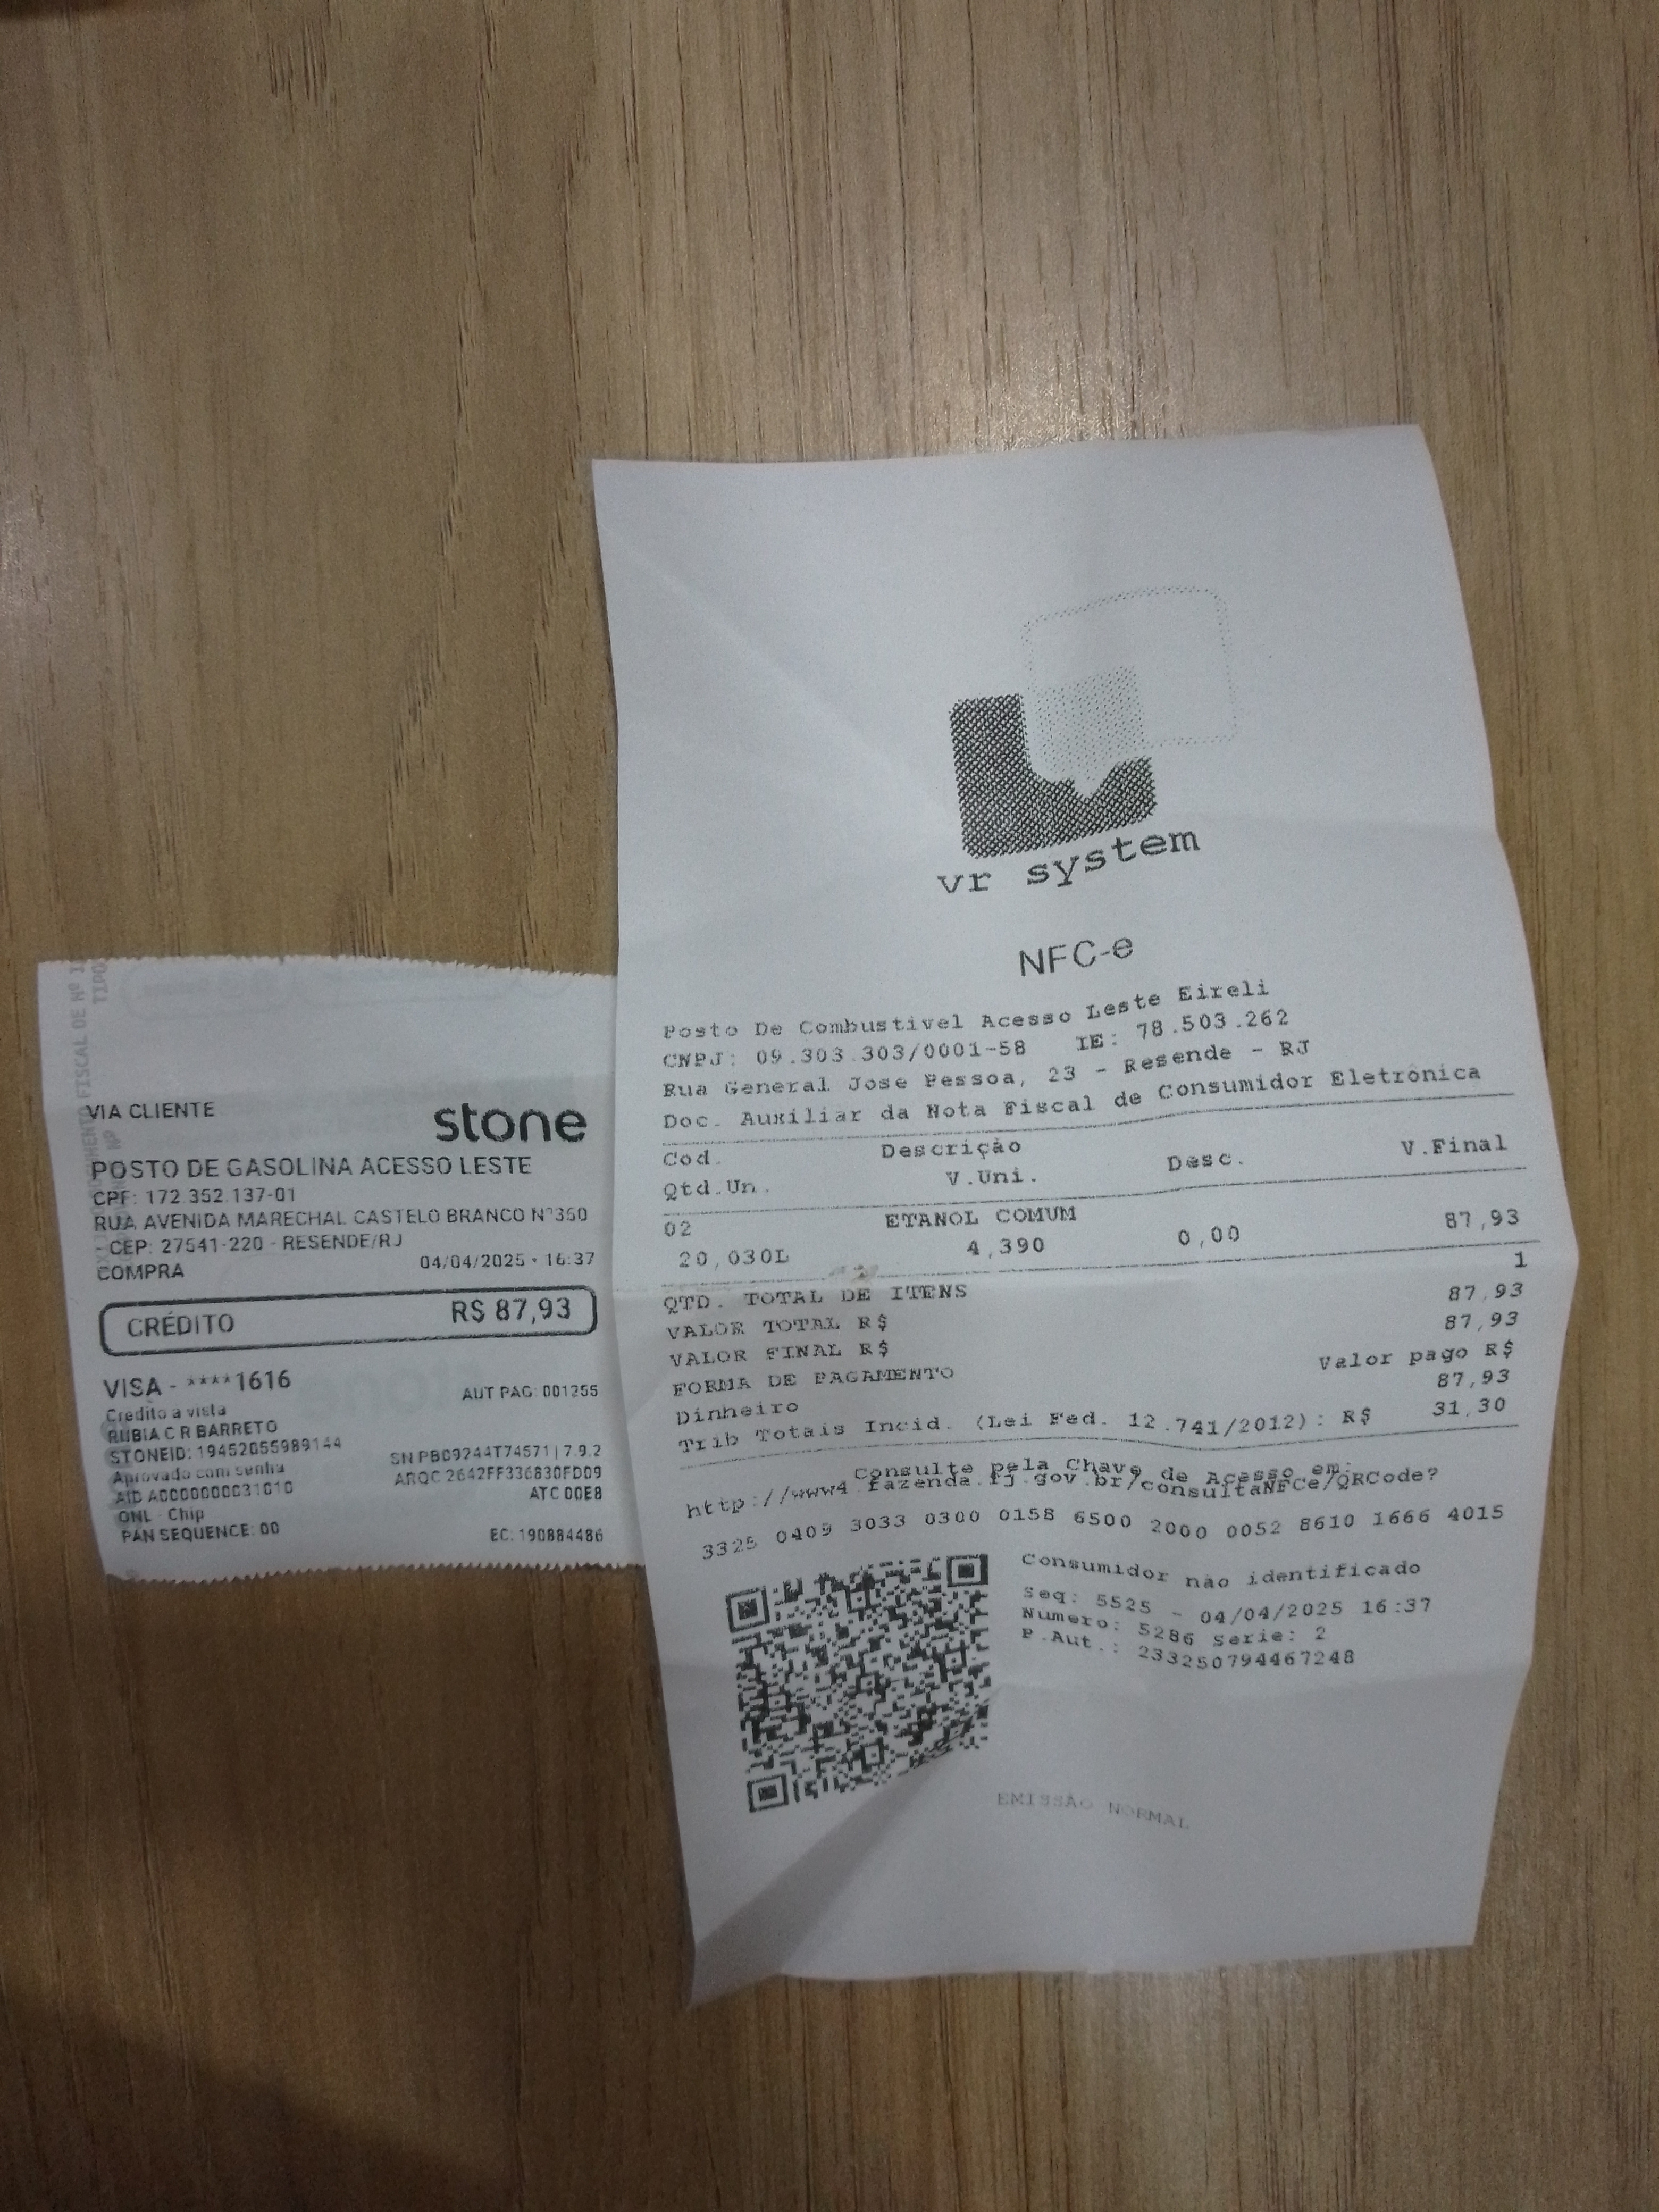 VIA CLIENTE
stone
POSTO DE GASOLINA ACESSO LESTE
CPF: 172.352.137-01
RUA AVENIDA MARECHAL CASTELO BRANCO N°350
- CEP: 27541-220 - RESENDE/RJ
COMPRA 04/04/2025 • 16:37
CRÉDITO R$ 87,93
VISA - ****1616
AUT PAG: 001255
Credito a vista
RUBIA C R BARRETO
STONEID: 19452055989144
SN PB09244T74571 | 7.9.2
Aprovado com senha
ARQC 2642FF336830FD09
AID A0000000031010
ATC 00E8
ONL - Chip
PAN SEQUENCE: 00
EC: 190884486
vr system
NFC-e
Posto De Combustivel Acesso Leste Eireli
CNPJ: 09.303.303/0001-58 IE: 78.503.262
Rua General Jose Pessoa, 23 - Resende - RJ
Doc. Auxiliar da Nota Fiscal de Consumidor Eletrônica
Cod. Descrição V.Final
Qtd.Un. V.Uni. Desc.
02 ETANOL COMUM 87,93
20,030L 4,390 0,00
QTD. TOTAL DE ITENS 1
VALOR TOTAL R$ 87,93
VALOR FINAL R$ 87,93
FORMA DE PAGAMENTO Valor pago R$
Dinheiro 87,93
Trib Totais Incid. (Lei Fed. 12.741/2012): R$ 31,30
Consulte pela Chave de Acesso em:
http://www4.fazenda.rj.gov.br/consultaNFCe/QRCode?
3325 0409 3033 0300 0158 6500 2000 0052 8610 1666 4015
Consumidor não identificado
Seq: 5525 - 04/04/2025 16:37
Numero: 5286 Serie: 2
P.Aut.: 233250794467248
EMISSÃO NORMAL